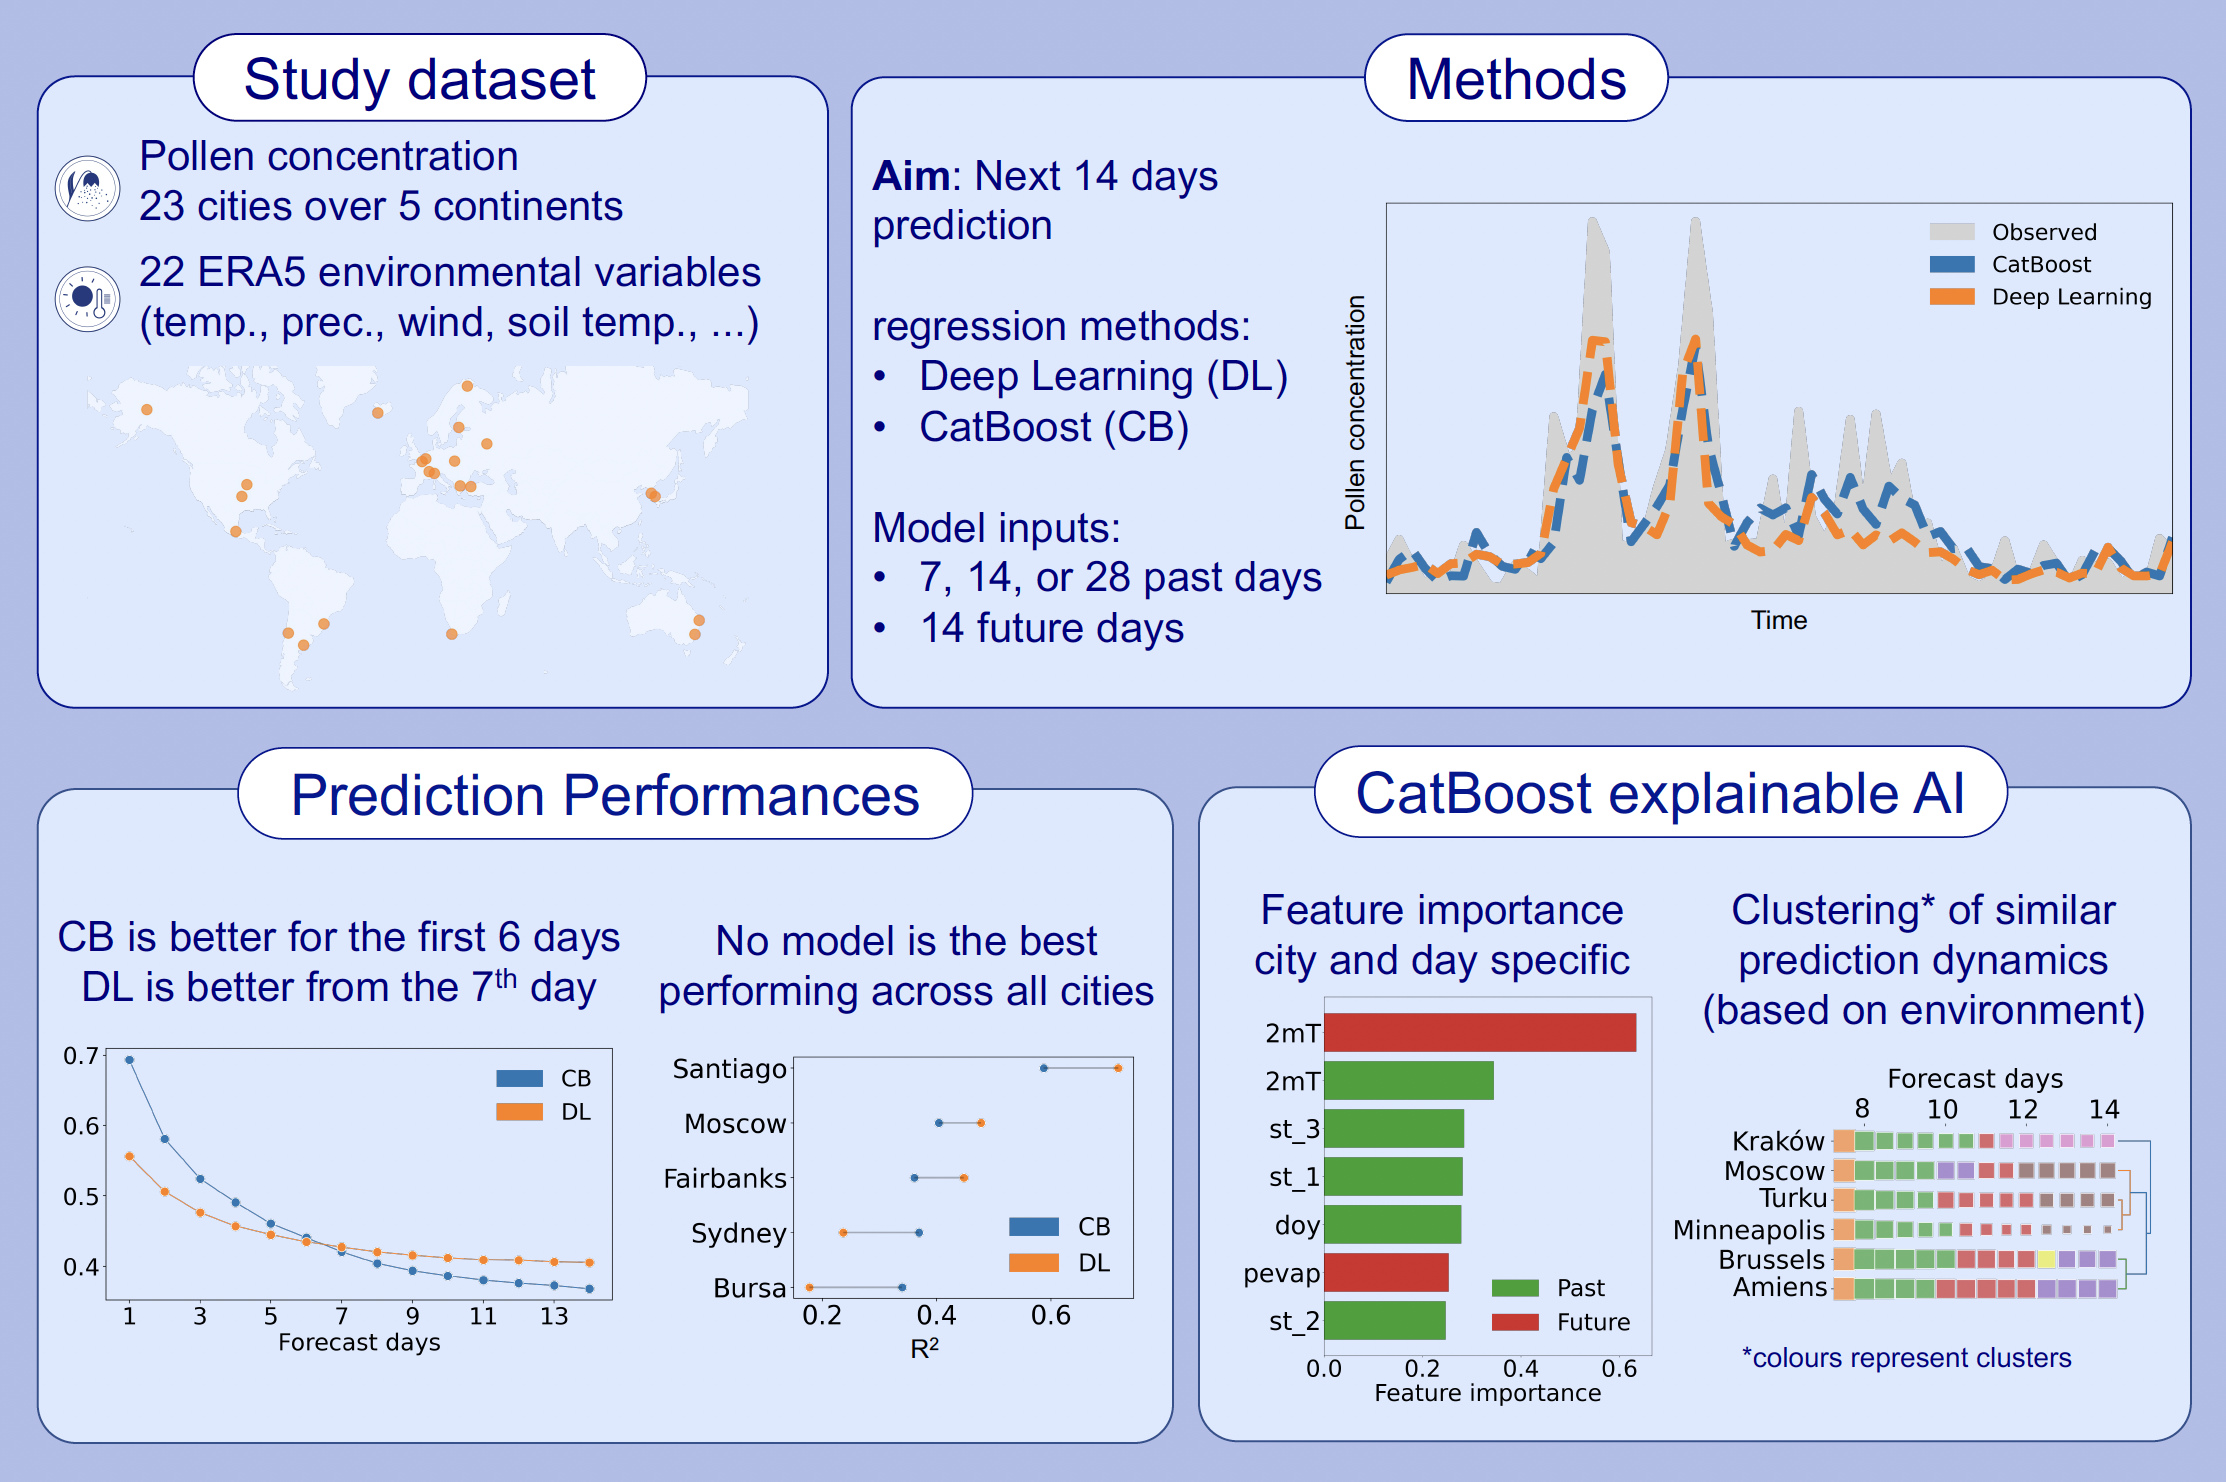 Study dataset
Pollen concentration
23 cities over 5 continents
22 ERA5 environmental variables
(temp., prec., wind, soil temp., ...)
Methods
Aim: Next 14 days
prediction
regression methods:
• Deep Learning (DL)
• CatBoost (CB)
Model inputs:
• 7, 14, or 28 past days
• 14 future days
Pollen concentration
Observed
CatBoost
Deep Learning
Time
Prediction Performances
CB is better for the first 6 days
DL is better from the 7th day
0.7
0.6
0.5
0.4
CB
DL
1 3 5 7 9 11 13
Forecast days
No model is the best
performing across all cities
Santiago
Moscow
Fairbanks
Sydney
Bursa
CB
DL
0.2 0.4 0.6
R²
CatBoost explainable AI
Feature importance
city and day specific
2mT
2mT
st_3
st_1
doy
pevap
st_2
Past
Future
0.0 0.2 0.4 0.6
Feature importance
Clustering* of similar
prediction dynamics
(based on environment)
Forecast days
8 10 12 14
Kraków
Moscow
Turku
Minneapolis
Brussels
Amiens
*colours represent clusters